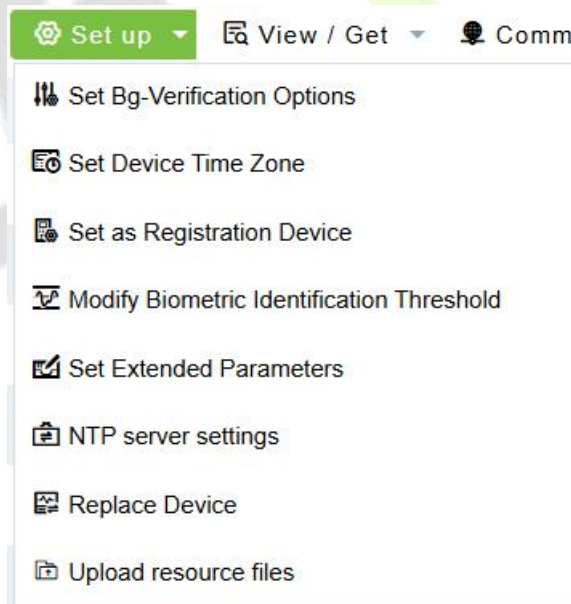 Set up View / Get Comm
Set Bg-Verification Options
Set Device Time Zone
Set as Registration Device
Modify Biometric Identification Threshold
Set Extended Parameters
NTP server settings
Replace Device
Upload resource files